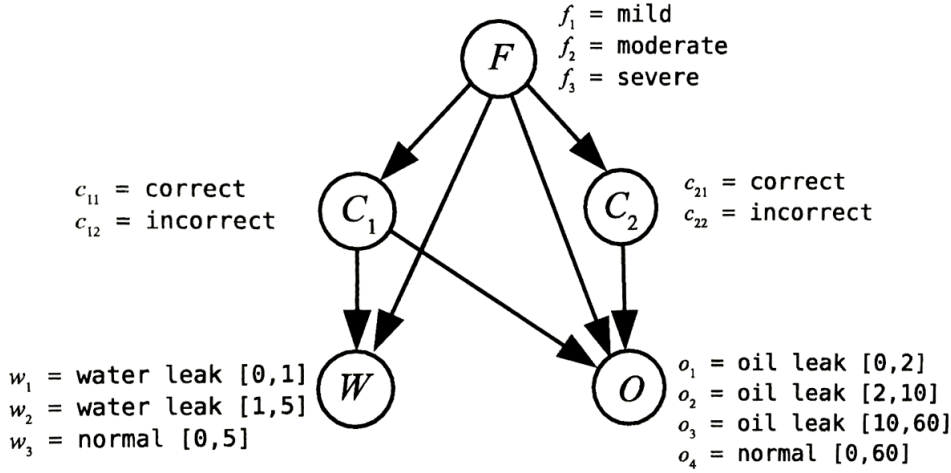 f₁ = mild
F
f₂ = moderate
f₃ = severe
c₁₁ = correct
c₁₂ = incorrect
C₁
C₂
c₂₁ = correct
c₂₂ = incorrect
w₁ = water leak [0,1]
w₂ = water leak [1,5]
w₃ = normal [0,5]
W
O
o₁ = oil leak [0,2]
o₂ = oil leak [2,10]
o₃ = oil leak [10,60]
o₄ = normal [0,60]